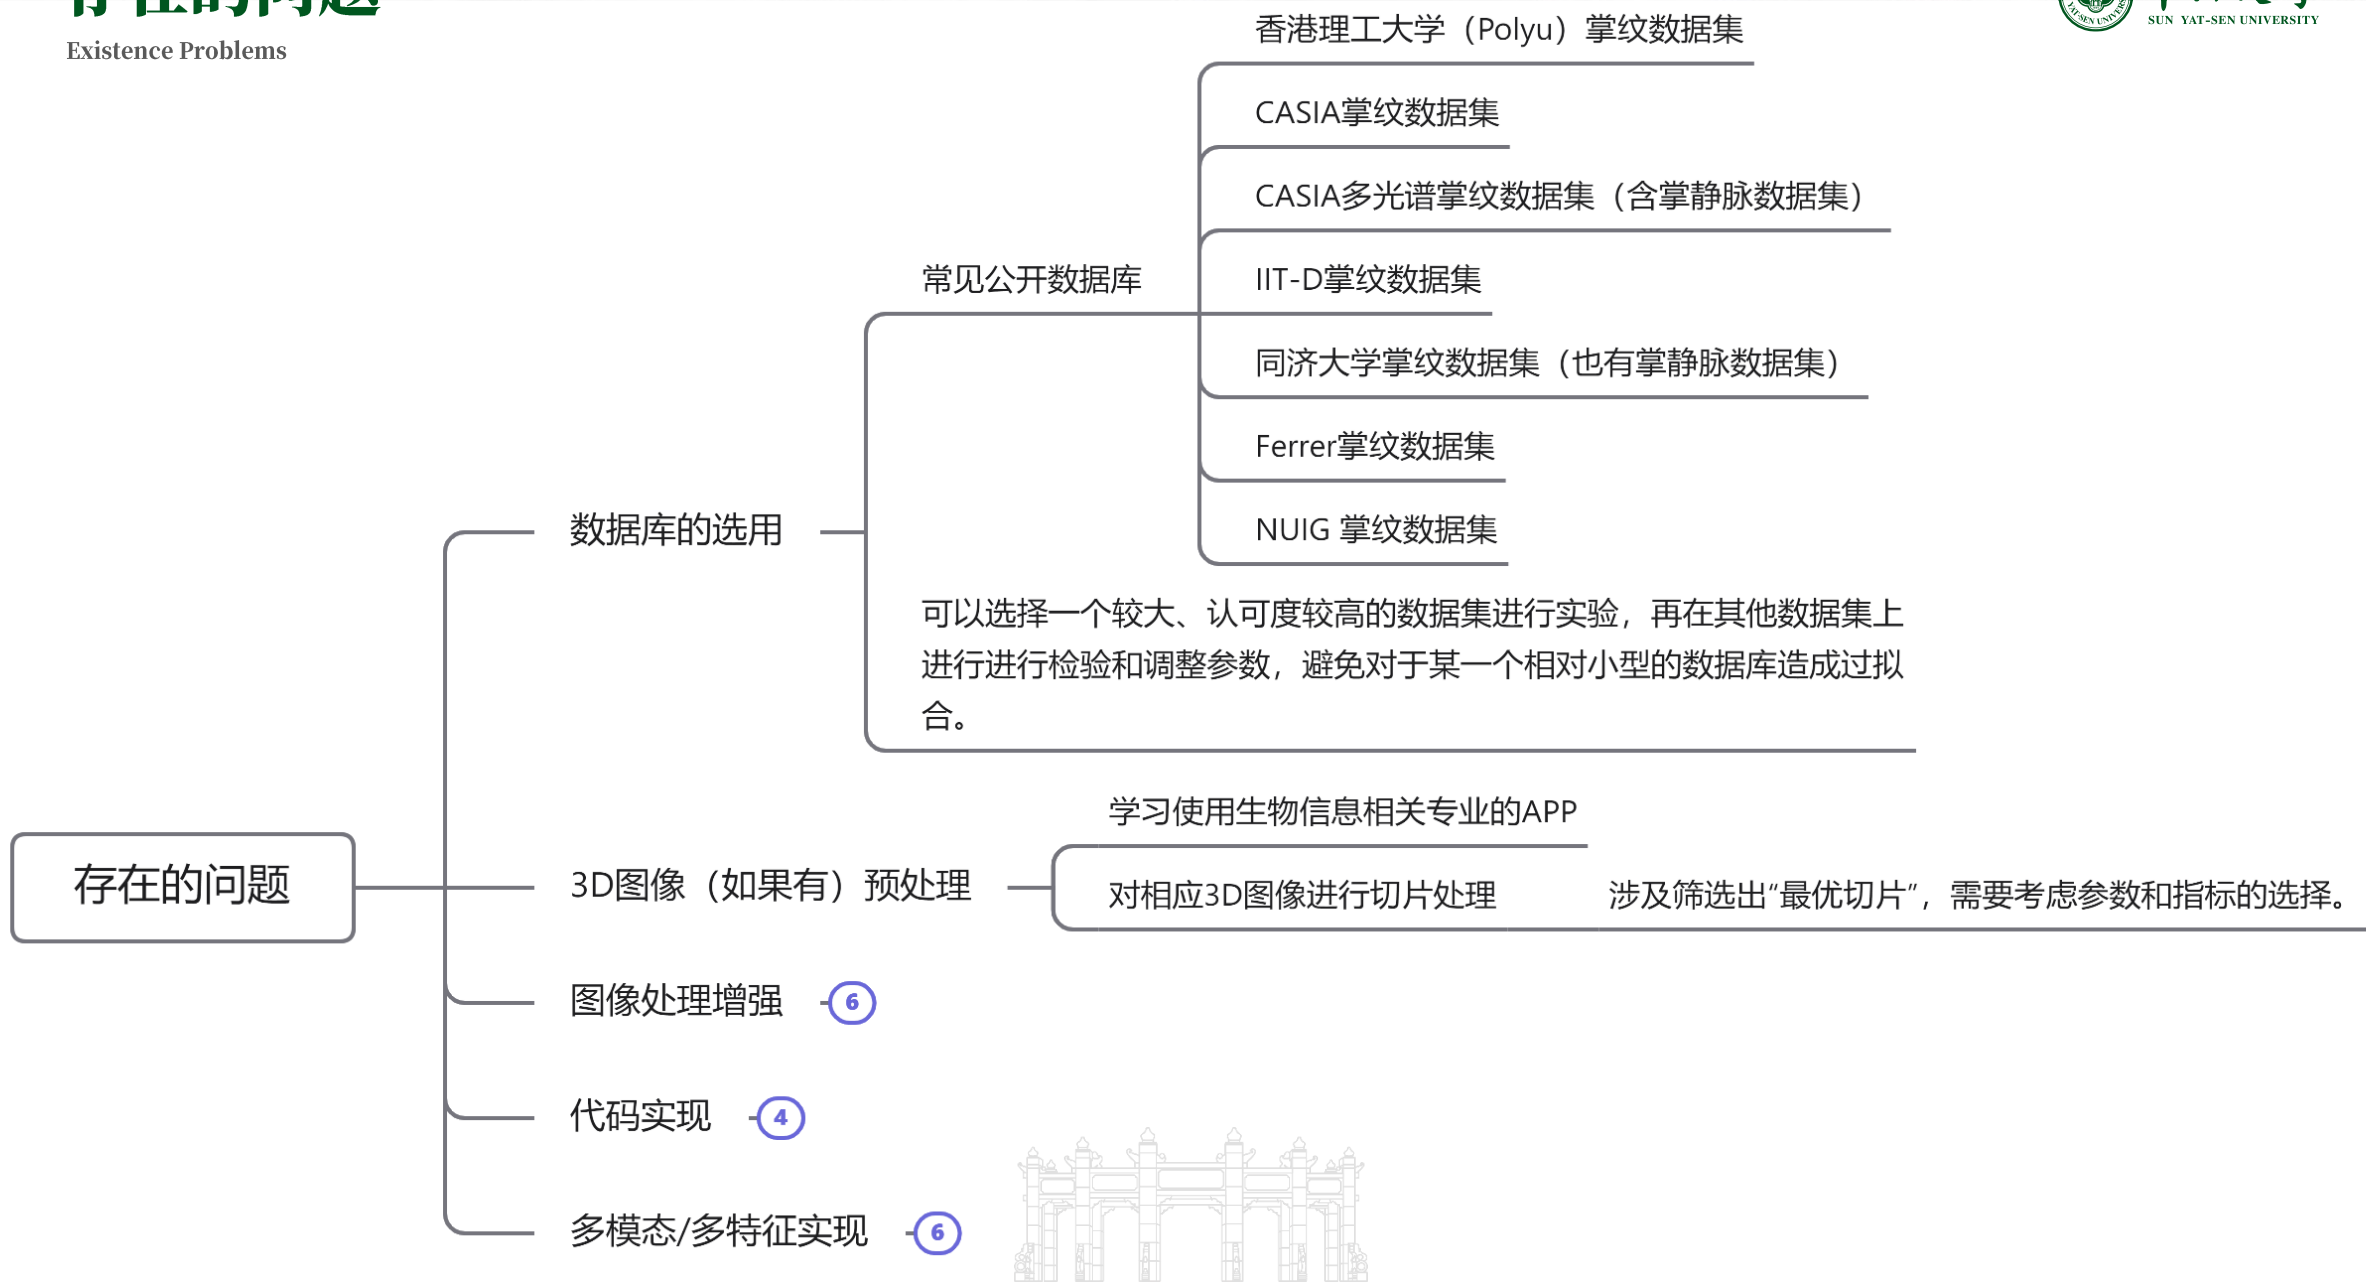 存在的问题
Existence Problems
SUN YAT-SEN UNIVERSITY
香港理工大学（Polyu）掌纹数据集
CASIA掌纹数据集
CASIA多光谱掌纹数据集（含掌静脉数据集）
常见公开数据库
IIT-D掌纹数据集
同济大学掌纹数据集（也有掌静脉数据集）
Ferrer掌纹数据集
NUIG 掌纹数据集
数据库的选用
可以选择一个较大、认可度较高的数据集进行实验，再在其他数据集上
进行进行检验和调整参数，避免对于某一个相对小型的数据库造成过拟
合。
存在的问题
3D图像（如果有）预处理
学习使用生物信息相关专业的APP
对相应3D图像进行切片处理
涉及筛选出“最优切片”，需要考虑参数和指标的选择。
图像处理增强
6
代码实现
4
多模态/多特征实现
6